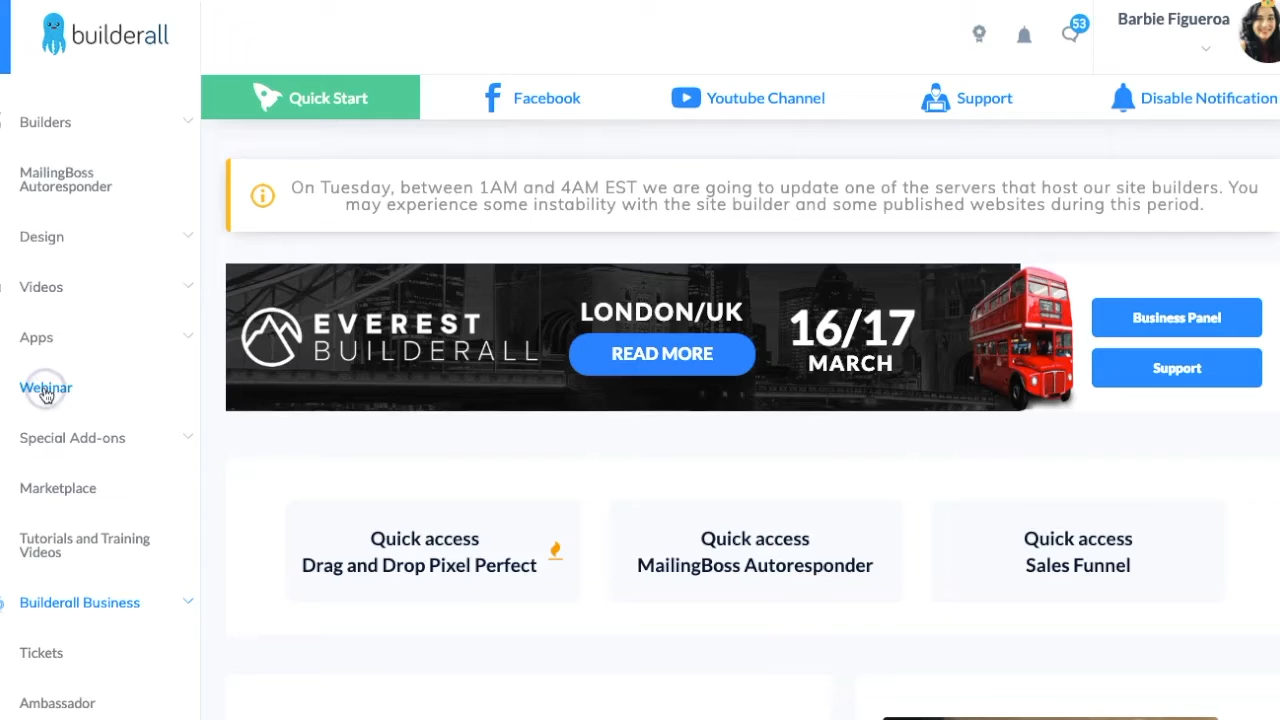 builderall
53
Barbie Figueroa
Quick Start
Facebook
Youtube Channel
Support
Disable Notification
Builders
MailingBoss
Autoresponder
Design
Videos
Apps
Webinar
Special Add-ons
Marketplace
Tutorials and Training
Videos
Builderall Business
Tickets
Ambassador
On Tuesday, between 1AM and 4AM EST we are going to update one of the servers that host our site builders. You
may experience some instability with the site builder and some published websites during this period.
EVEREST
BUILDERALL
LONDON/UK
READ MORE
16/17
MARCH
Business Panel
Support
Quick access
Drag and Drop Pixel Perfect
Quick access
MailingBoss Autoresponder
Quick access
Sales Funnel